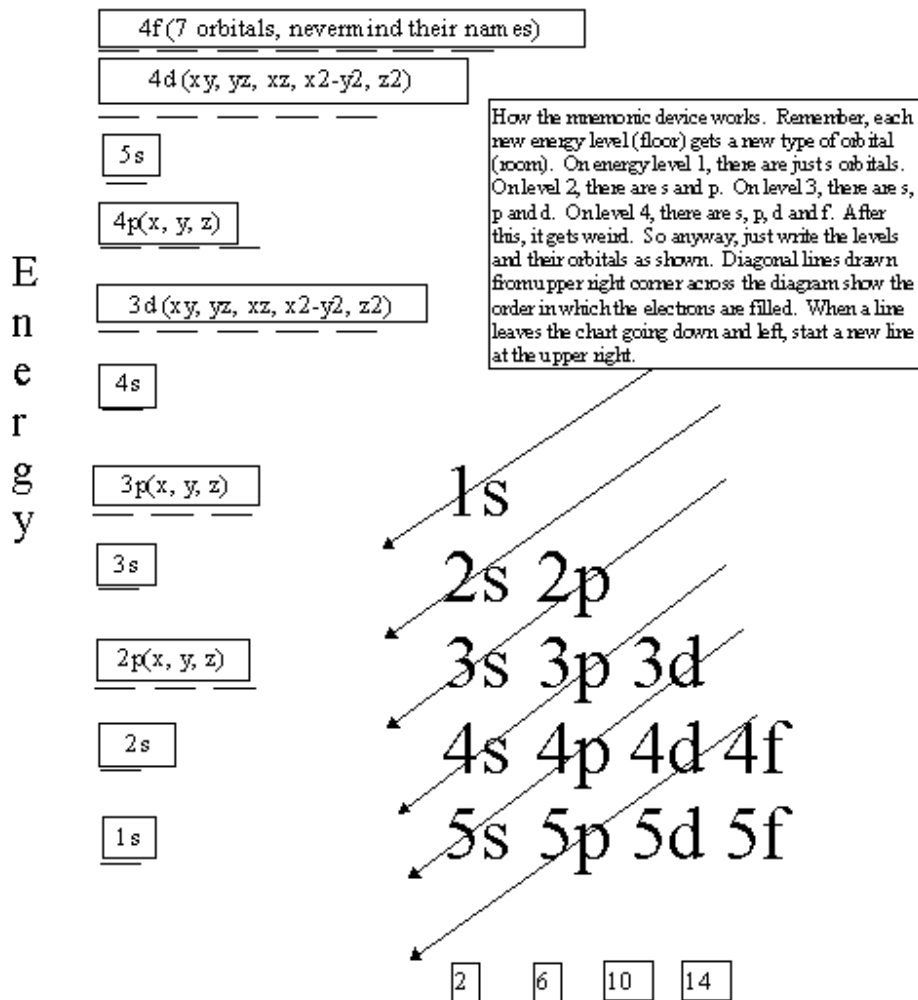 4f(7 orbitals, nevermind their names)
4d(xy, yz, xz, x2-y2, z2)
5s
4p(x, y, z)
3d(xy, yz, xz, x2-y2, z2)
4s
3p(x, y, z)
3s
2p(x, y, z)
2s
1s
E
n
e
r
g
y
How the mnemonic device works. Remember, each
new energy level (floor) gets a new type of orbital
(room). On energy level 1, there are just s orbitals.
On level 2, there are s and p. On level 3, there are s,
p and d. On level 4, there are s, p, d and f. After
this, it gets weird. So anyway, just write the levels
and their orbitals as shown. Diagonal lines drawn
from upper right corner across the diagram show the
order in which the electrons are filled. When a line
leaves the chart going down and left, start a new line
at the upper right.
1s
2s 2p
3s 3p 3d
4s 4p 4d 4f
5s 5p 5d 5f
2 6 10 14